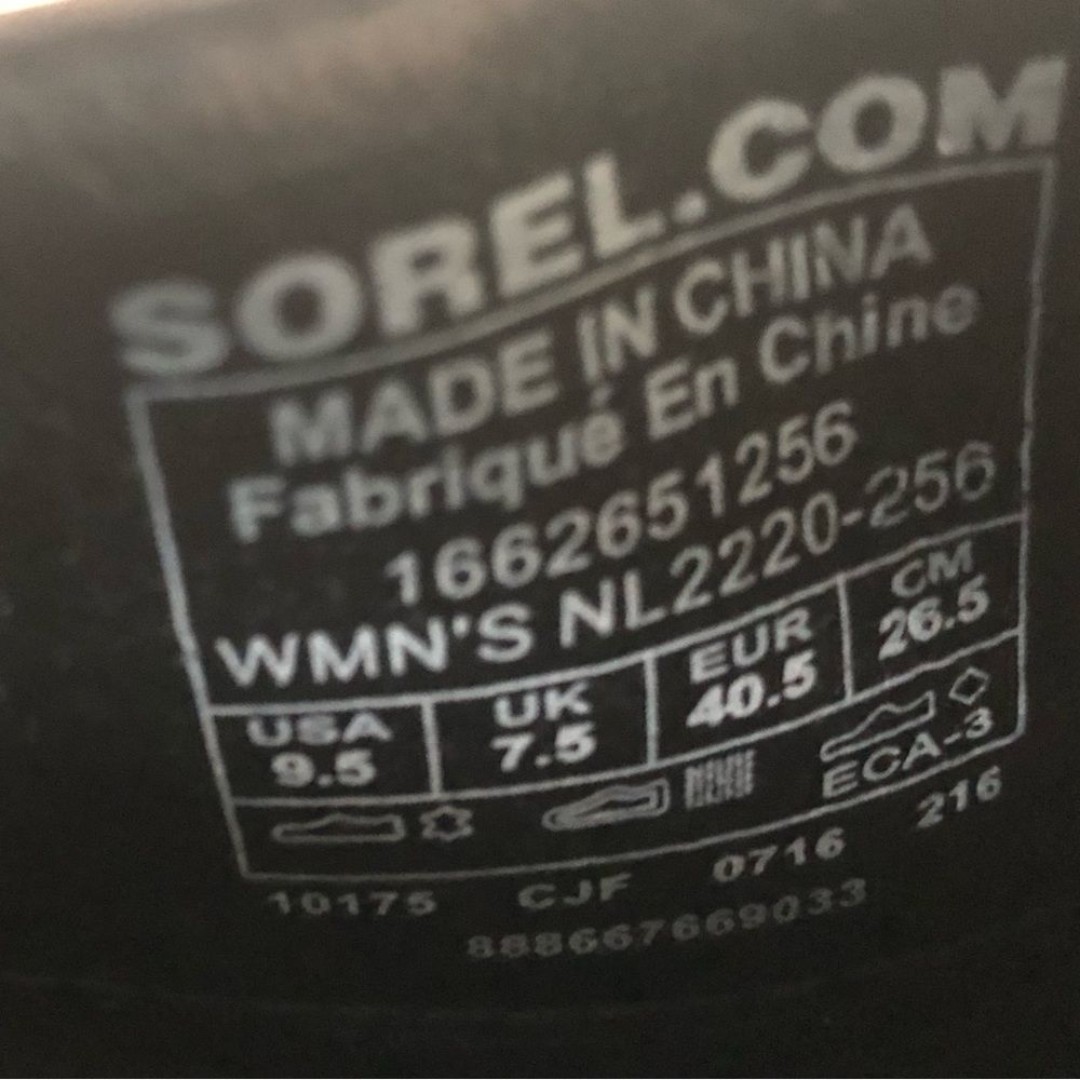 SOREL.COM
MADE IN CHINA
Fabriqué En Chine
1662651256
WMN'S NL2220-256
USA UK EUR CM
9.5 7.5 40.5 26.5
ECA-3
10175 CJF 0716 216
888667669033